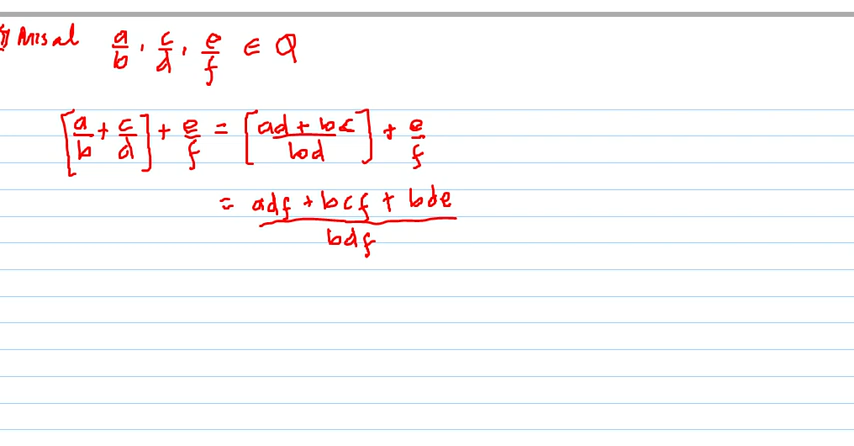 Misal a/b, c/d, e/f ∈ Q
[a/b + c/d] + e/f = [(ad + bc)/bd] + e/f
= (adf + bcf + bde)/bdf